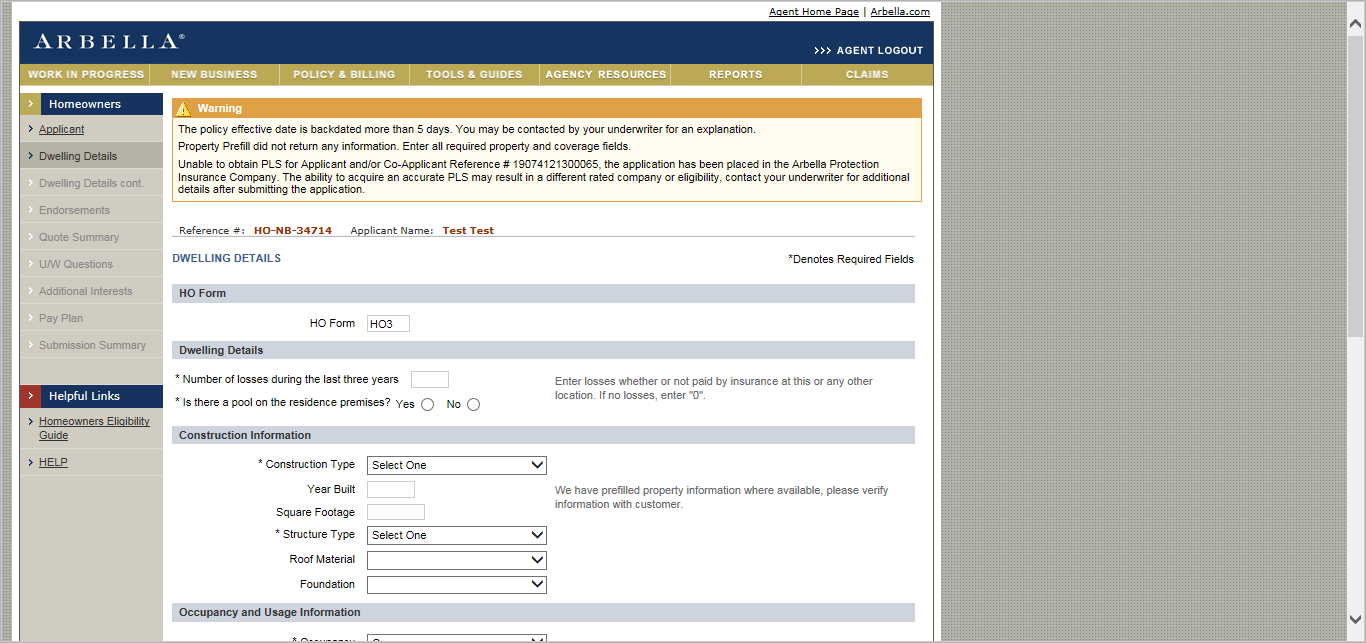 Agent Home Page | Arbella.com
ARBELLA®
>>> AGENT LOGOUT
WORK IN PROGRESS NEW BUSINESS POLICY & BILLING TOOLS & GUIDES AGENCY RESOURCES REPORTS CLAIMS
Homeowners
Applicant
Dwelling Details
Dwelling Details cont.
Endorsements
Quote Summary
U/W Questions
Additional Interests
Pay Plan
Submission Summary
Helpful Links
Homeowners Eligibility
Guide
HELP
Warning
The policy effective date is backdated more than 5 days. You may be contacted by your underwriter for an explanation.
Property Prefill did not return any information. Enter all required property and coverage fields.
Unable to obtain PLS for Applicant and/or Co-Applicant Reference # 19074121300065, the application has been placed in the Arbella Protection
Insurance Company. The ability to acquire an accurate PLS may result in a different rated company or eligibility, contact your underwriter for additional
details after submitting the application.
Reference #: HO-NB-34714 Applicant Name: Test Test
DWELLING DETAILS
*Denotes Required Fields
HO Form
HO Form HO3
Dwelling Details
* Number of losses during the last three years
Enter losses whether or not paid by insurance at this or any other
location. If no losses, enter "0".
* Is there a pool on the residence premises? Yes No
Construction Information
* Construction Type Select One
Year Built
We have prefilled property information where available, please verify
information with customer.
Square Footage
* Structure Type Select One
Roof Material
Foundation
Occupancy and Usage Information
* Occupancy